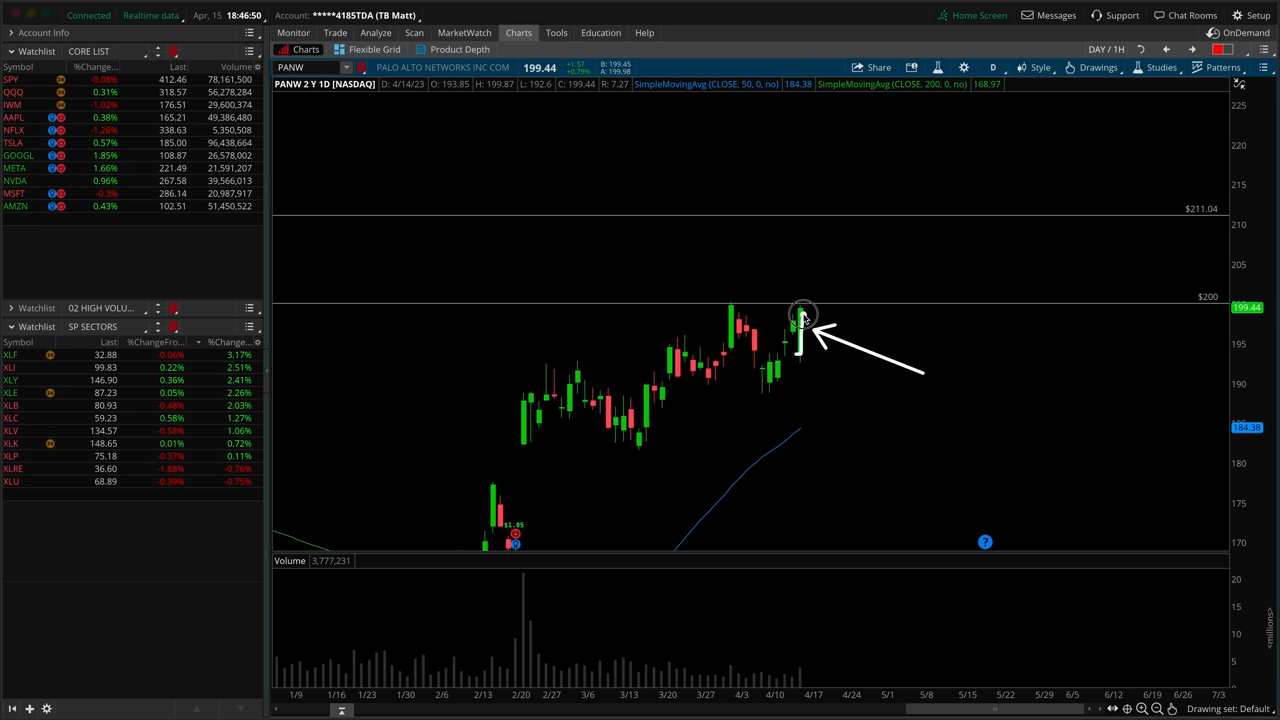 Connected Realtime data Apr, 15 18:46:50 Account: *****4185TDA (TB Matt) Home Screen Messages Support Chat Rooms Setup
Account Info Monitor Trade Analyze Scan MarketWatch Charts Tools Education Help OnDemand
Watchlist CORE LIST Charts Flexible Grid Product Depth DAY / 1H
Symbol %Change... Last Volume PANW PALO ALTO NETWORKS INC COM 199.44 +1.57 +0.79% B: 199.45 A: 199.98 Share D Style Drawings Studies Patterns
PANW 2 Y 1D [NASDAQ] D: 4/14/23 O: 193.85 H: 199.87 L: 192.6 C: 199.44 R: 7.27 SimpleMovingAvg (CLOSE, 50, 0, no) 184.38 SimpleMovingAvg (CLOSE, 200, 0, no) 168.97
SPY -0.08% 412.46 78,161,500
QQQ 0.31% 318.57 56,278,284
IWM -1.02% 176.51 29,600,374
AAPL 0.38% 165.21 49,386,480
NFLX -1.26% 338.63 5,350,508
TSLA 0.57% 185.00 96,438,664
GOOGL 1.85% 108.87 26,578,002
META 1.66% 221.49 21,591,207
NVDA 0.96% 267.58 39,566,013
MSFT -0.3% 286.14 20,987,917
AMZN 0.43% 102.51 51,450,522
Watchlist 02 HIGH VOLU...
Watchlist SP SECTORS
Symbol Last %ChangeFro... %Change...
XLF 32.88 -0.06% 3.17%
XLI 99.83 0.22% 2.51%
XLY 146.90 0.36% 2.41%
XLE 87.23 0.05% 2.26%
XLB 80.93 -0.48% 2.03%
XLC 59.23 0.58% 1.27%
XLV 134.57 -0.58% 1.06%
XLK 148.65 0.01% 0.72%
XLP 75.18 -0.37% 0.11%
XLRE 36.60 -1.88% -0.76%
XLU 68.89 -0.39% -0.75%
225
220
215
$211.04
210
205
$200
199.44
195
190
184.38
180
175
170
$1.05
?
Volume 3,777,231
20
15
10
5
<millions>
1/9 1/16 1/23 1/30 2/6 2/13 2/20 2/27 3/6 3/13 3/20 3/27 4/3 4/10 4/17 4/24 5/1 5/8 5/15 5/22 5/29 6/5 6/12 6/19 6/26 7/3
Drawing set: Default